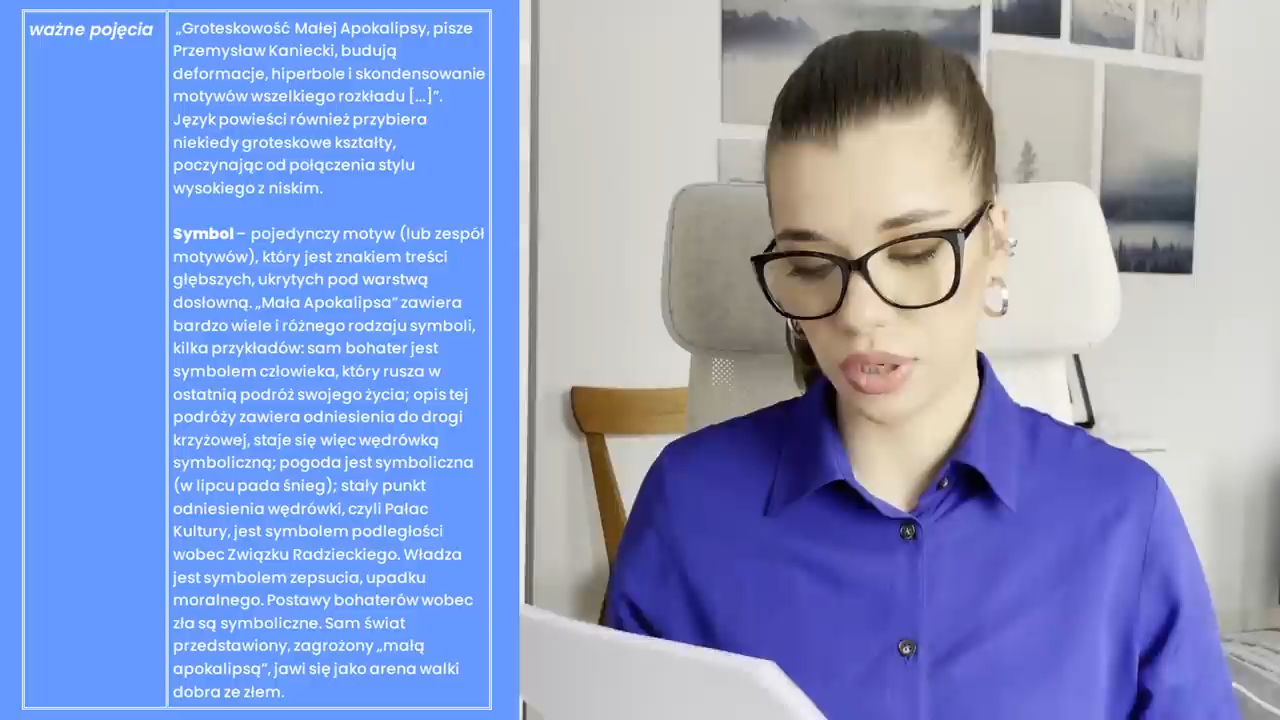 ważne pojęcia
„Groteskowość Małej Apokalipsy, pisze
Przemysław Kaniecki, budują
deformacje, hiperbole i skondensowanie
motywów wszelkiego rozkładu [...]”.
Język powieści również przybiera
niekiedy groteskowe kształty,
poczynając od połączenia stylu
wysokiego z niskim.
Symbol – pojedynczy motyw (lub zespół
motywów), który jest znakiem treści
głębszych, ukrytych pod warstwą
dosłowną. „Mała Apokalipsa” zawiera
bardzo wiele i różnego rodzaju symboli,
kilka przykładów: sam bohater jest
symbolem człowieka, który rusza w
ostatnią podróż swojego życia; opis tej
podróży zawiera odniesienia do drogi
krzyżowej, staje się więc wędrówką
symboliczną; pogoda jest symboliczna
(w lipcu pada śnieg); stały punkt
odniesienia wędrówki, czyli Pałac
Kultury, jest symbolem podległości
wobec Związku Radzieckiego. Władza
jest symbolem zepsucia, upadku
moralnego. Postawy bohaterów wobec
zła są symboliczne. Sam świat
przedstawiony, zagrożony „małą
apokalipsą”, jawi się jako arena walki
dobra ze złem.